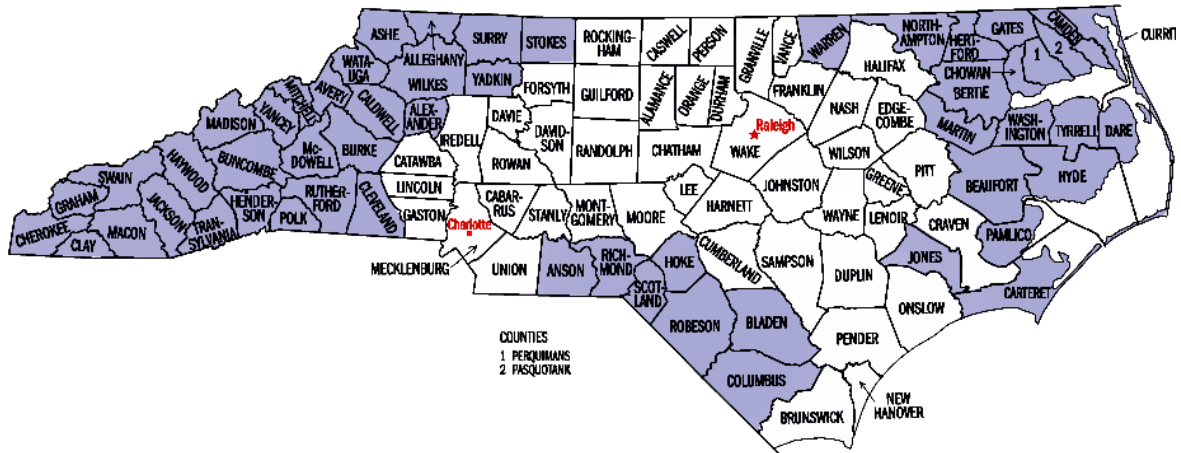 ASHE
ALLEGHANY
SURRY
STOKES
ROCKING-
HAM
CASWELL
PERSON
GRANVILLE
VANCE
WARREN
NORTH-
AMPTON
HERT-
FORD
GATES
CAMDEN
1
2
CURRIT
WATA-
UGA
WILKES
YADKIN
FORSYTH
GUILFORD
ALAMANCE
ORANGE
DURHAM
FRANKLIN
HALIFAX
CHOWAN
BERTIE
MITCHELL
AVERY
CALDWELL
ALEX-
ANDER
IREDELL
DAVIE
DAVID-
SON
Raleigh
WAKE
NASH
EDGE-
COMBE
MARTIN
WASH-
INGTON
TYRRELL
DARE
MADISON
YANCEY
McDOWELL
BURKE
CATAWBA
ROWAN
RANDOLPH
CHATHAM
WILSON
PITT
BEAUFORT
HYDE
SWAIN
HAYWOOD
BUNCOMBE
RUTHER-
FORD
CLEVELAND
LINCOLN
CABAR-
RUS
STANLY
MONT-
GOMERY
MOORE
LEE
HARNETT
JOHNSTON
GREENE
WAYNE
LENOIR
CRAVEN
PAMLICO
GRAHAM
JACKSON
HENDER-
SON
POLK
GASTON
Charlotte
CHEROKEE
CLAY
MACON
TRAN-
SYLVANIA
MECKLENBURG
UNION
ANSON
RICH-
MOND
SCOT-
LAND
HOKE
CUMBERLAND
SAMPSON
DUPLIN
JONES
CARTERET
ONSLOW
ROBESON
BLADEN
PENDER
COUNTIES
1 PERQUIMANS
2 PASQUOTANK
COLUMBUS
BRUNSWICK
NEW
HANOVER